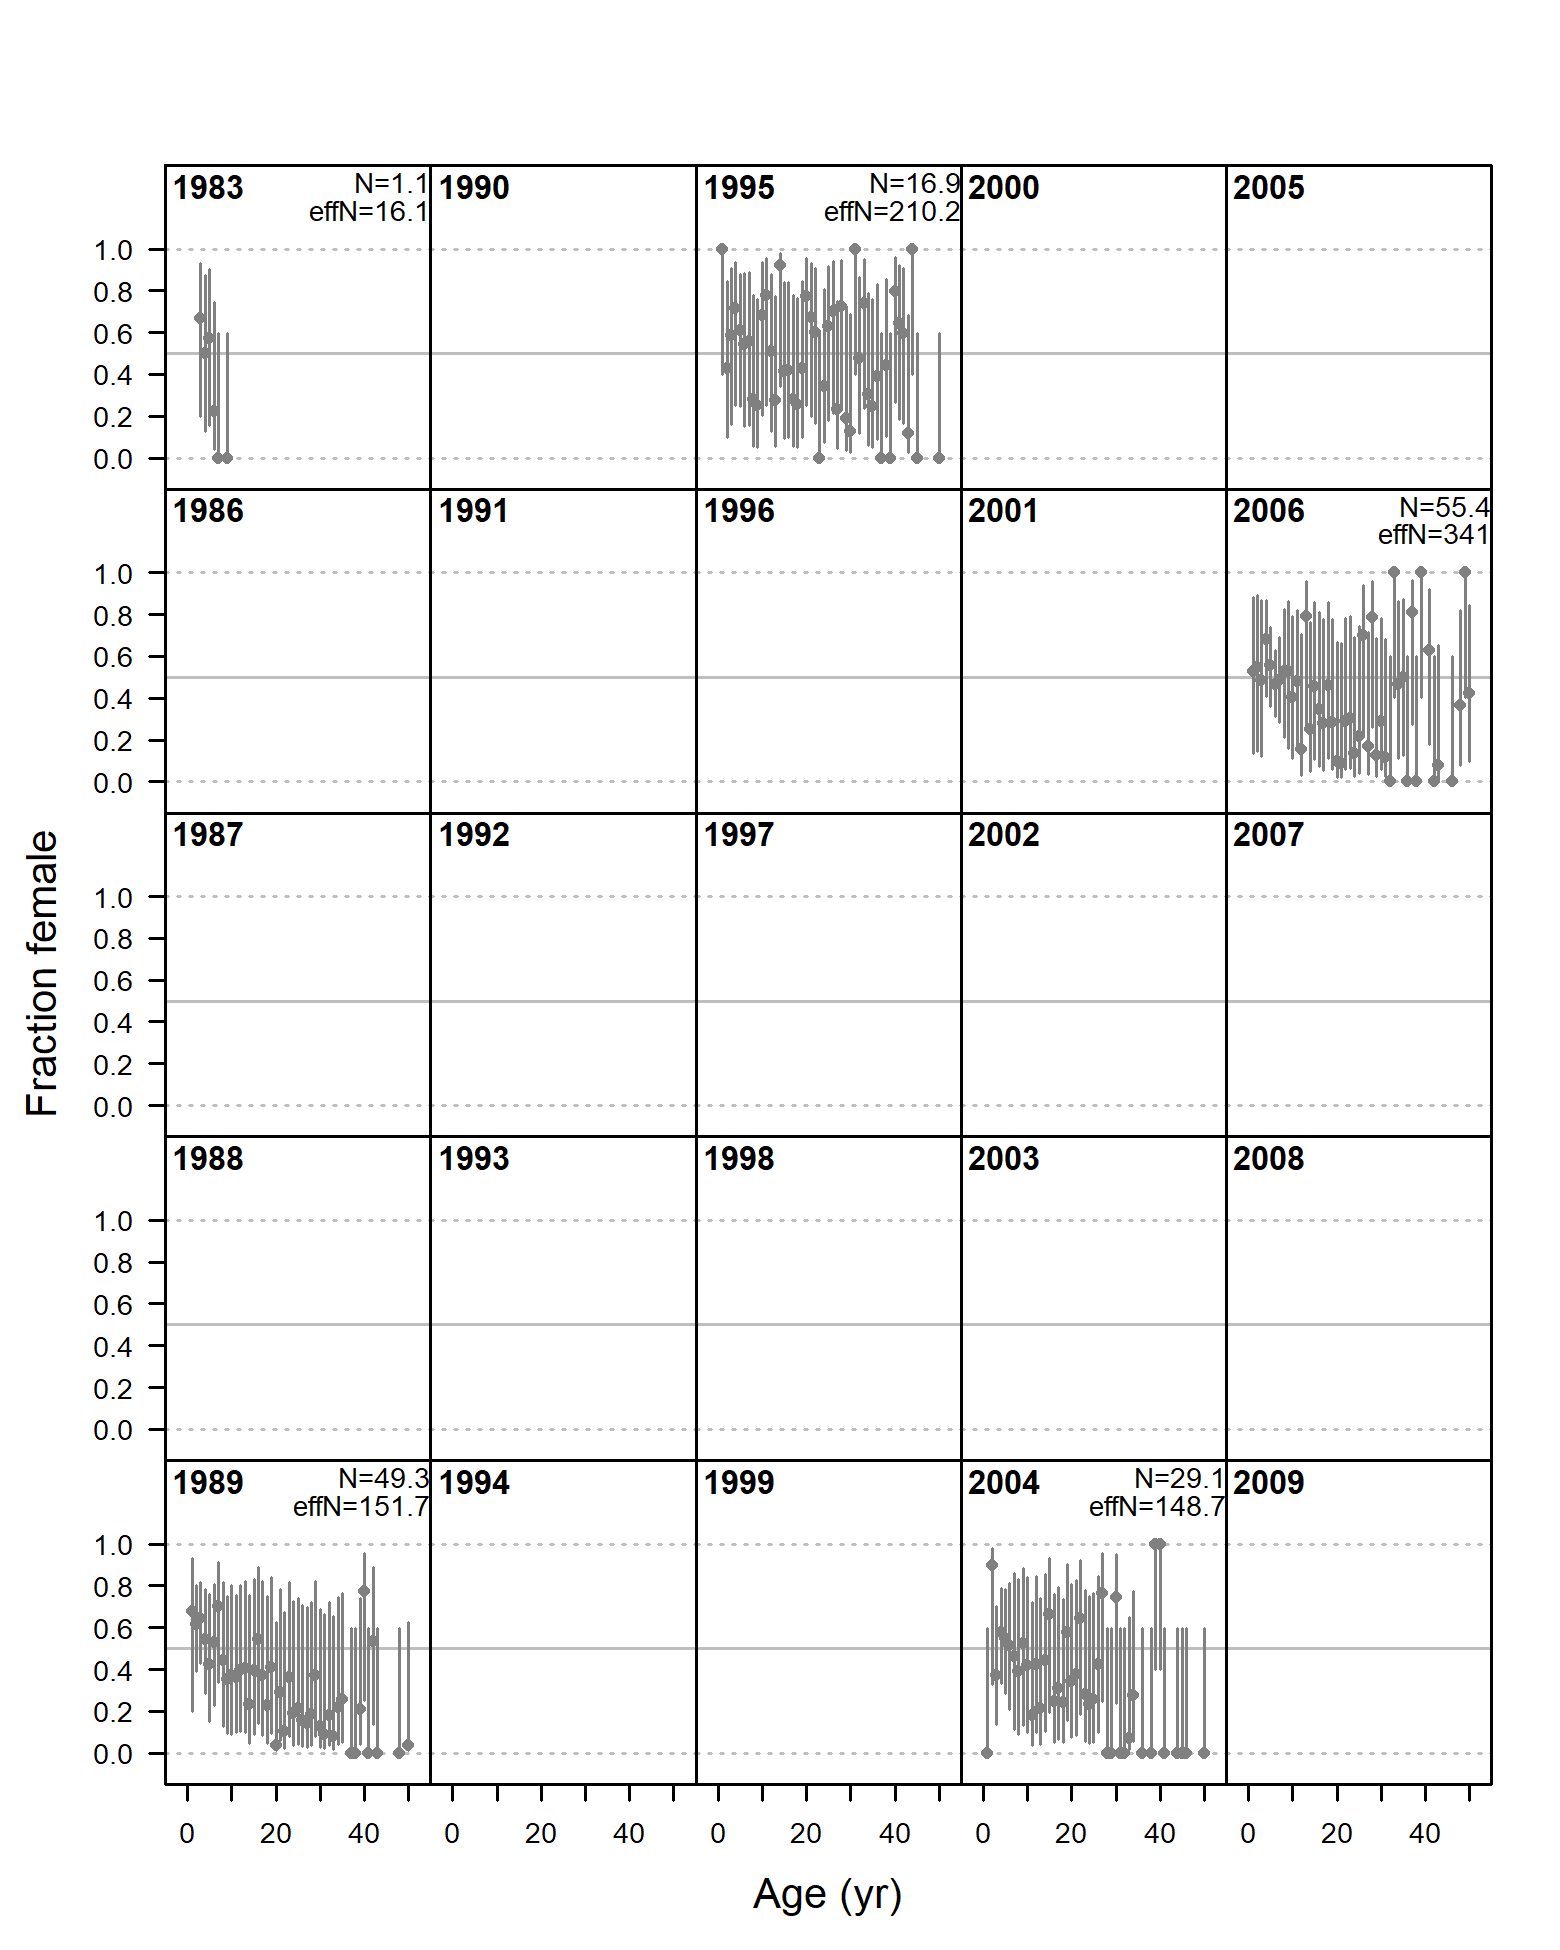 1983 N=1.1 1990 1995 N=16.9 2000 2005
effN=16.1 effN=210.2
1.0
0.8
0.6
0.4
0.2
0.0
1986 1991 1996 2001 2006 N=55.4
effN=341
1.0
0.8
0.6
0.4
0.2
0.0
1987 1992 1997 2002 2007
1.0
0.8
0.6
0.4
0.2
0.0
Fraction female
1988 1993 1998 2003 2008
1.0
0.8
0.6
0.4
0.2
0.0
1989 N=49.3 1994 1999 2004 N=29.1 2009
effN=151.7 effN=148.7
1.0
0.8
0.6
0.4
0.2
0.0
0 20 40 0 20 40 0 20 40 0 20 40 0 20 40
Age (yr)